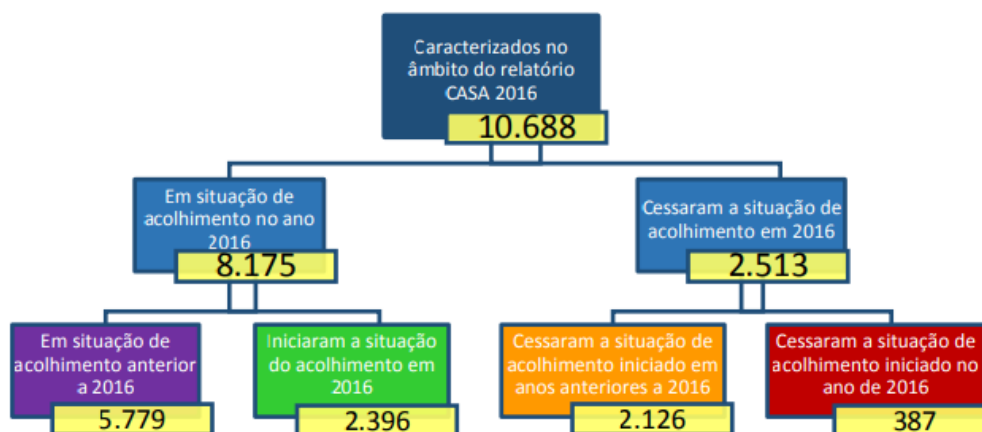 Caracterizados no
âmbito do relatório
CASA 2016
10.688
Em situação de
acolhimento no ano
2016
8.175
Cessaram a situação de
acolhimento em 2016
2.513
Em situação de
acolhimento anterior
a 2016
5.779
Iniciaram a situação
do acolhimento em
2016
2.396
Cessaram a situação de
acolhimento iniciado em
anos anteriores a 2016
2.126
Cessaram a situação de
acolhimento iniciado no
ano de 2016
387